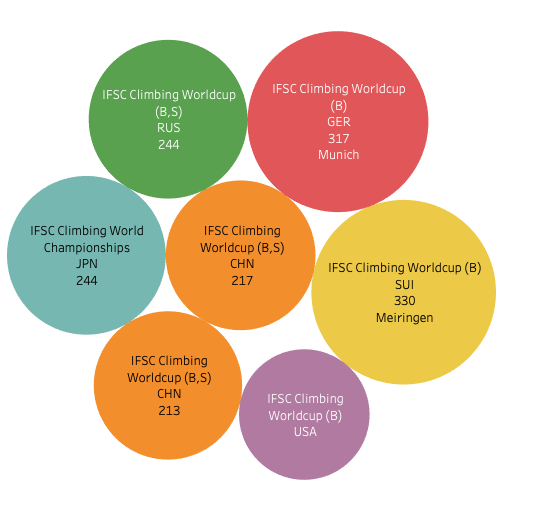 IFSC Climbing Worldcup
(B,S)
RUS
244
IFSC Climbing Worldcup
(B)
GER
317
Munich
IFSC Climbing World
Championships
JPN
244
IFSC Climbing
Worldcup (B,S)
CHN
217
IFSC Climbing Worldcup (B)
SUI
330
Meiringen
IFSC Climbing
Worldcup (B,S)
CHN
213
IFSC Climbing
Worldcup (B)
USA